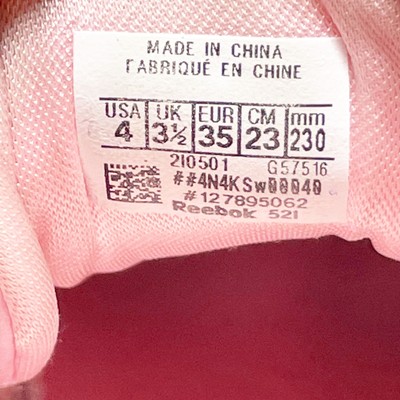 MADE IN CHINA
FABRIQUÉ EN CHINE
USA UK EUR CM mm
4 3½ 35 23 230
210501 G57516
##4N4KSw00040
#127895062
Reebok 521